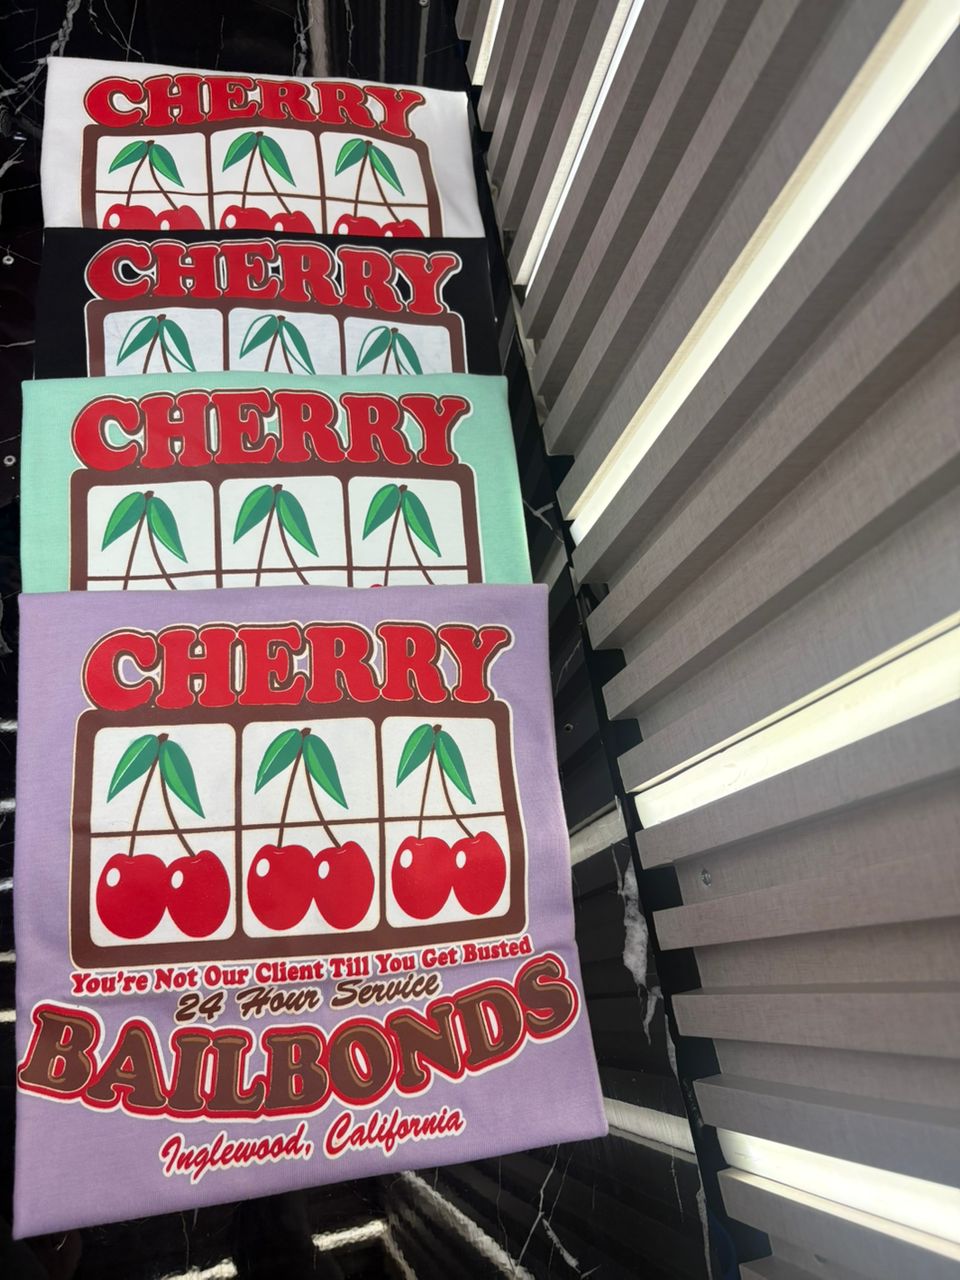 CHERRY
CHERRY
CHERRY
CHERRY
You're Not Our Client Till You Get Busted
24 Hour Service
BAILBONDS
Inglewood, California